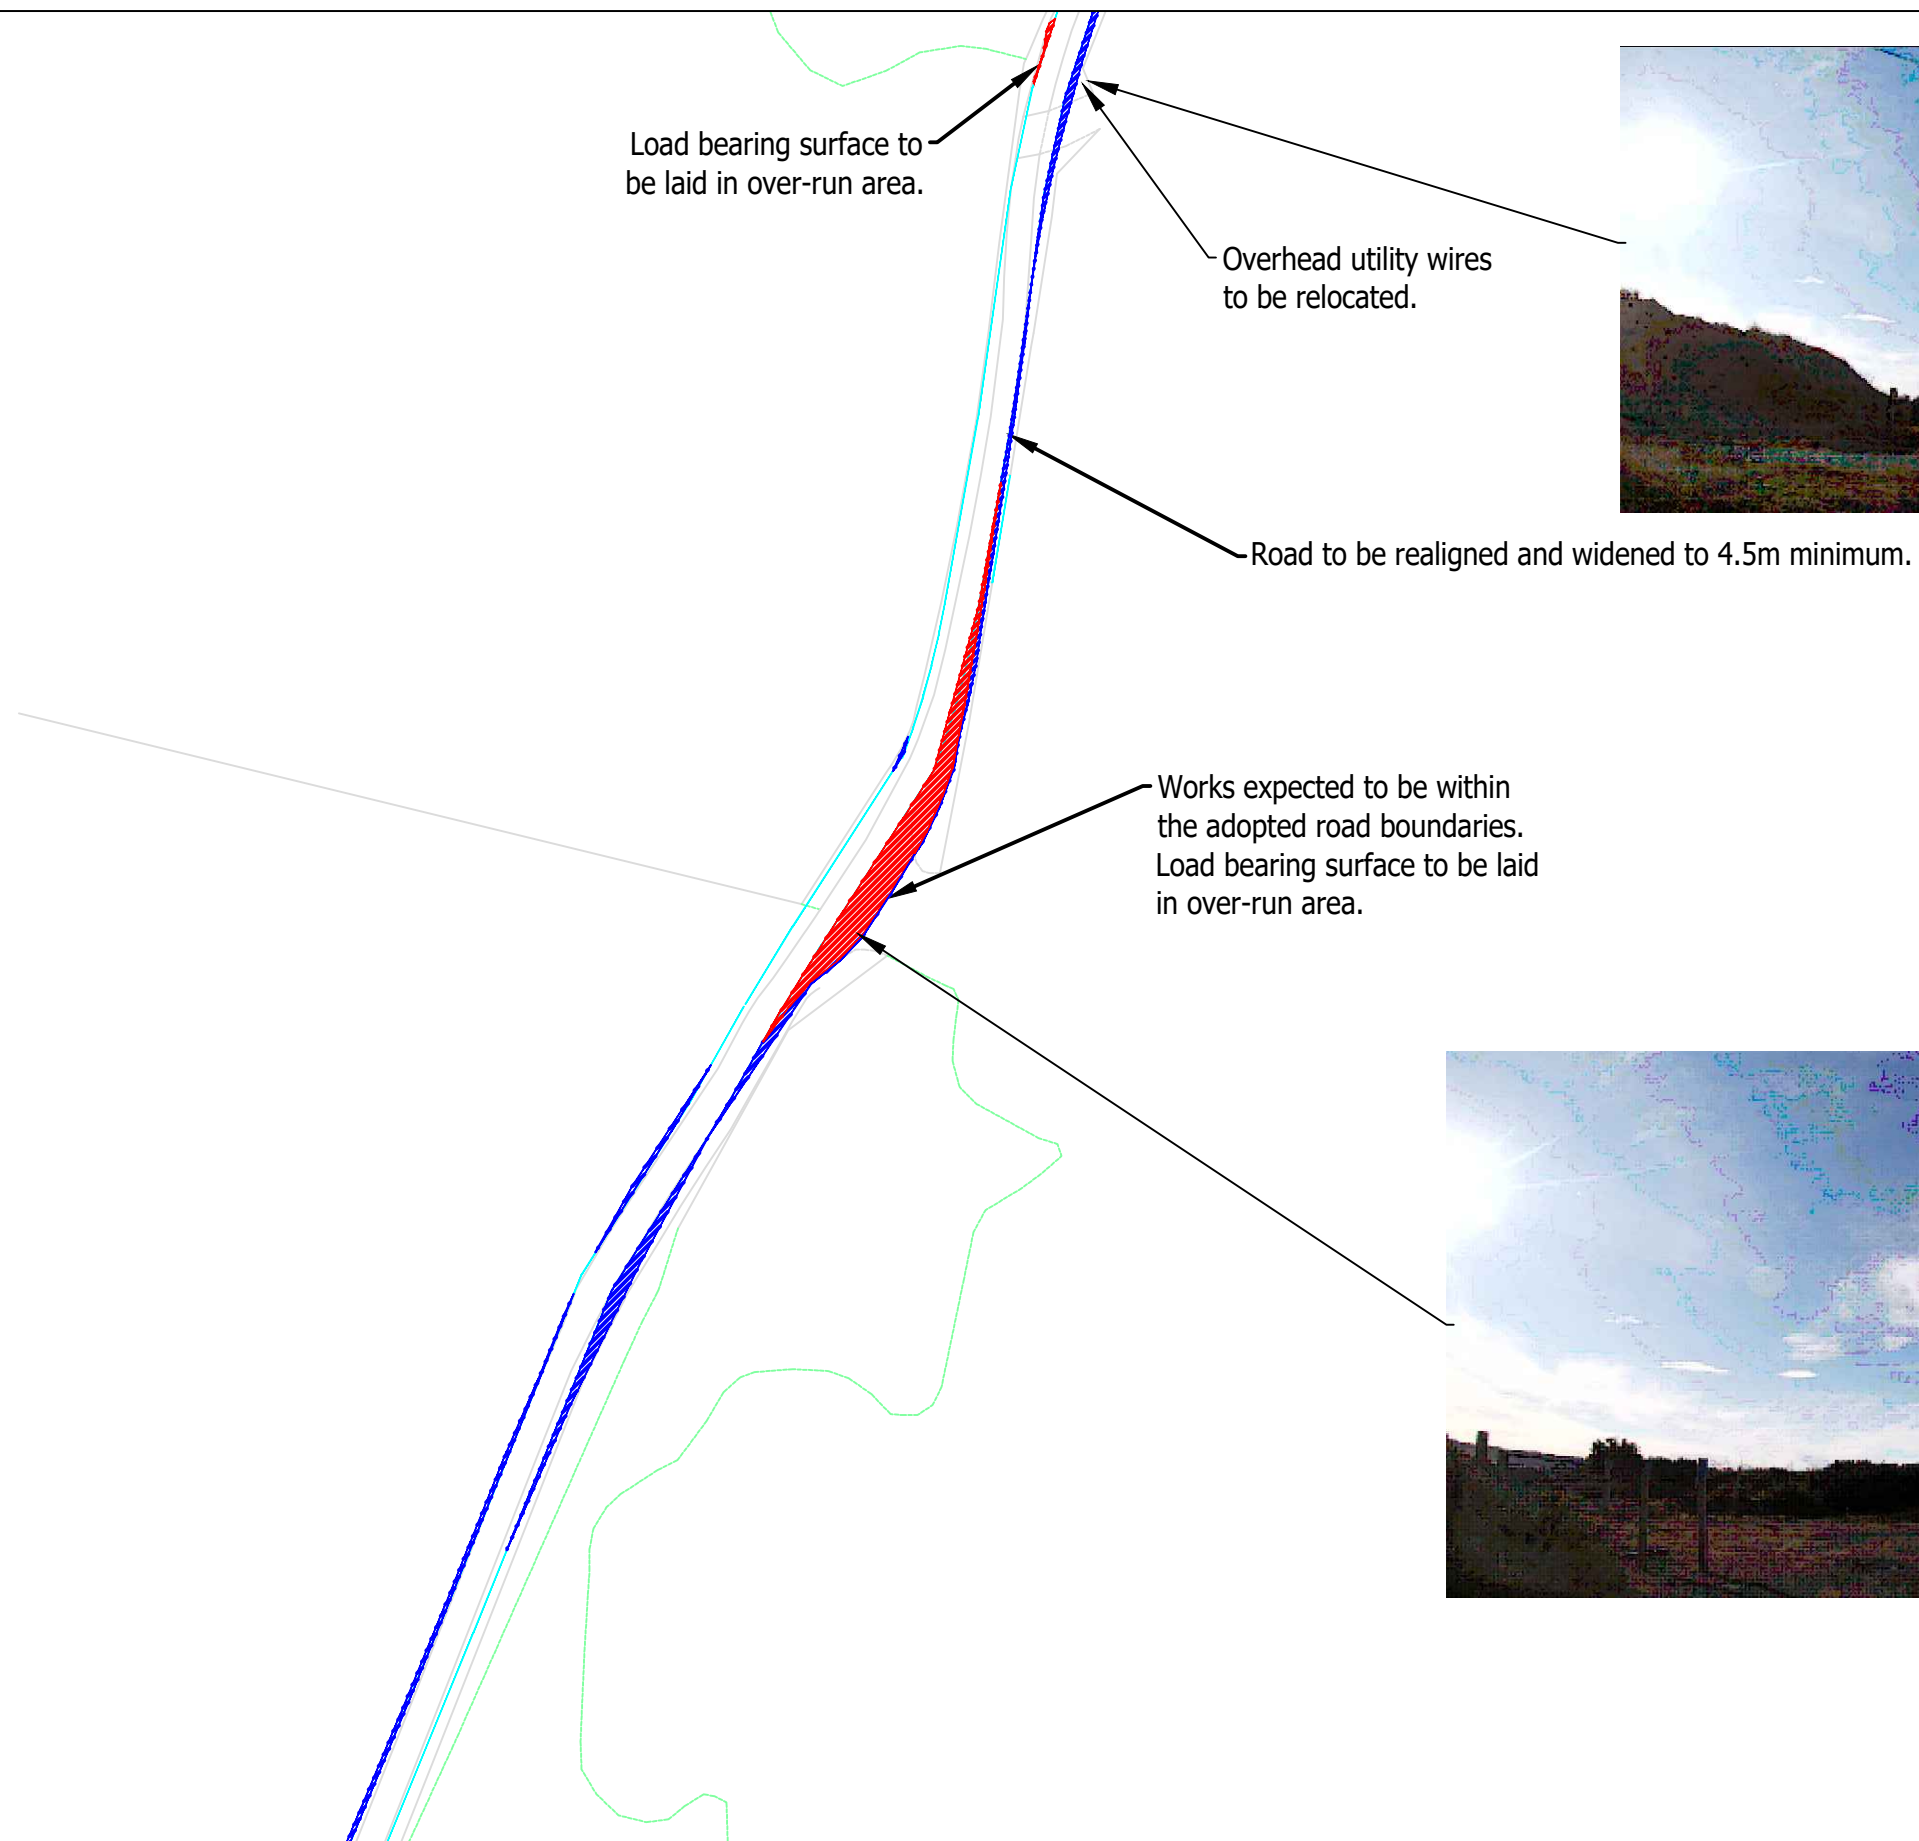 Load bearing surface to
be laid in over-run area.
Overhead utility wires
to be relocated.
Road to be realigned and widened to 4.5m minimum.
Works expected to be within
the adopted road boundaries.
Load bearing surface to be laid
in over-run area.